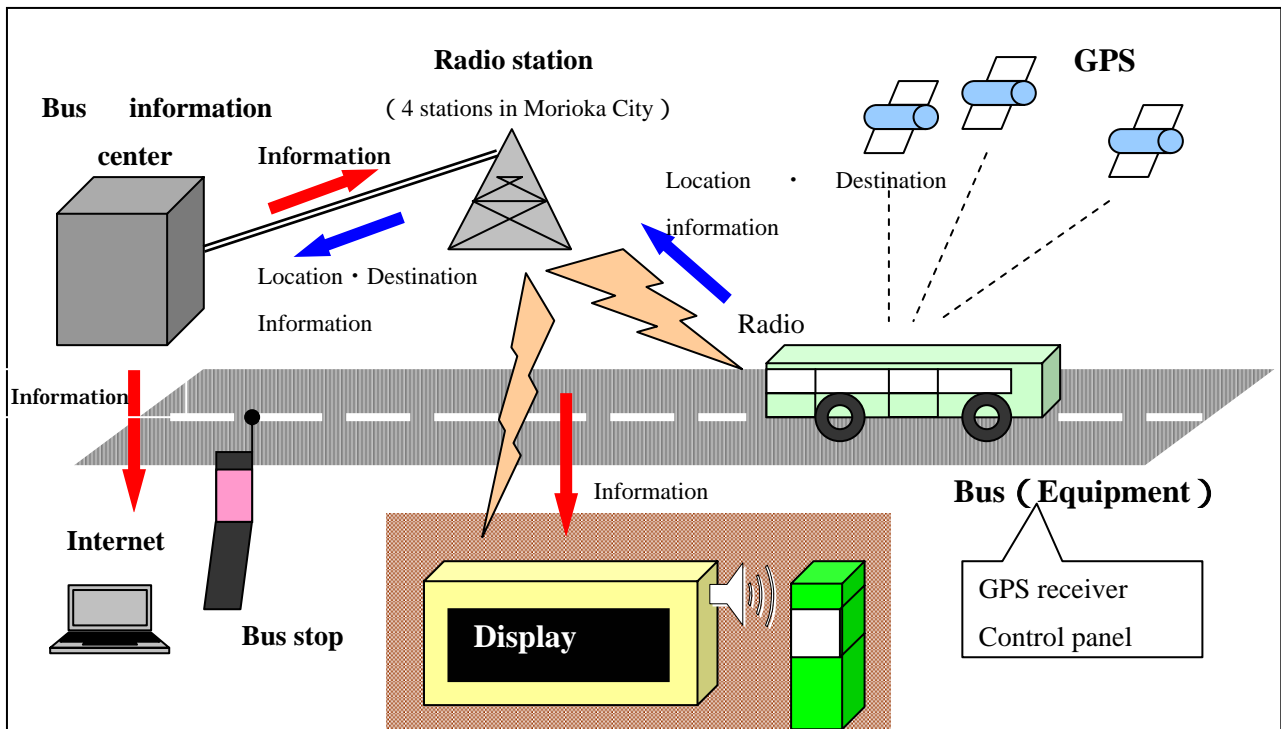 Radio station
（4 stations in Morioka City）
GPS
Bus information
center
Information
Location ・ Destination
information
Location・Destination
Information
Radio
Information
Information
Bus（Equipment）
GPS receiver
Control panel
Internet
Bus stop
Display